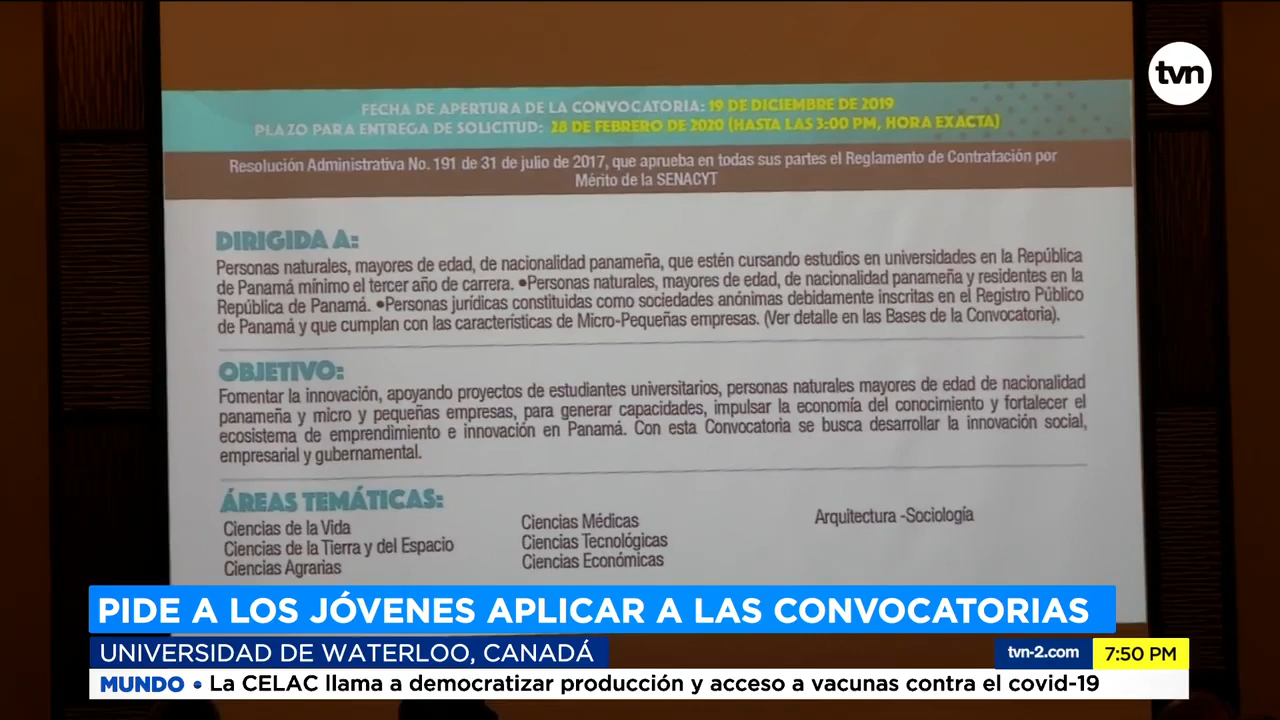 tvn
FECHA DE APERTURA DE LA CONVOCATORIA: 19 DE DICIEMBRE DE 2019
PLAZO PARA ENTREGA DE SOLICITUD: 28 DE FEBRERO DE 2020 (HASTA LAS 3:00 PM, HORA EXACTA)
Resolución Administrativa No. 191 de 31 de julio de 2017, que aprueba en todas sus partes el Reglamento de Contratación por
Mérito de la SENACYT
DIRIGIDA A:
Personas naturales, mayores de edad, de nacionalidad panameña, que estén cursando estudios en universidades en la República
de Panamá mínimo el tercer año de carrera. •Personas naturales, mayores de edad, de nacionalidad panameña y residentes en la
República de Panamá. •Personas jurídicas constituidas como sociedades anónimas debidamente inscritas en el Registro Público
de Panamá y que cumplan con las características de Micro-Pequeñas empresas. (Ver detalle en las Bases de la Convocatoria).
OBJETIVO:
Fomentar la innovación, apoyando proyectos de estudiantes universitarios, personas naturales mayores de edad de nacionalidad
panameña y micro y pequeñas empresas, para generar capacidades, impulsar la economía del conocimiento y fortalecer el
ecosistema de emprendimiento e innovación en Panamá. Con esta Convocatoria se busca desarrollar la innovación social,
empresarial y gubernamental.
ÁREAS TEMÁTICAS:
Ciencias de la Vida
Ciencias de la Tierra y del Espacio
Ciencias Agrarias
Ciencias Médicas
Ciencias Tecnológicas
Ciencias Económicas
Arquitectura -Sociología
PIDE A LOS JÓVENES APLICAR A LAS CONVOCATORIAS
UNIVERSIDAD DE WATERLOO, CANADÁ
tvn-2.com
7:50 PM
MUNDO • La CELAC llama a democratizar producción y acceso a vacunas contra el covid-19